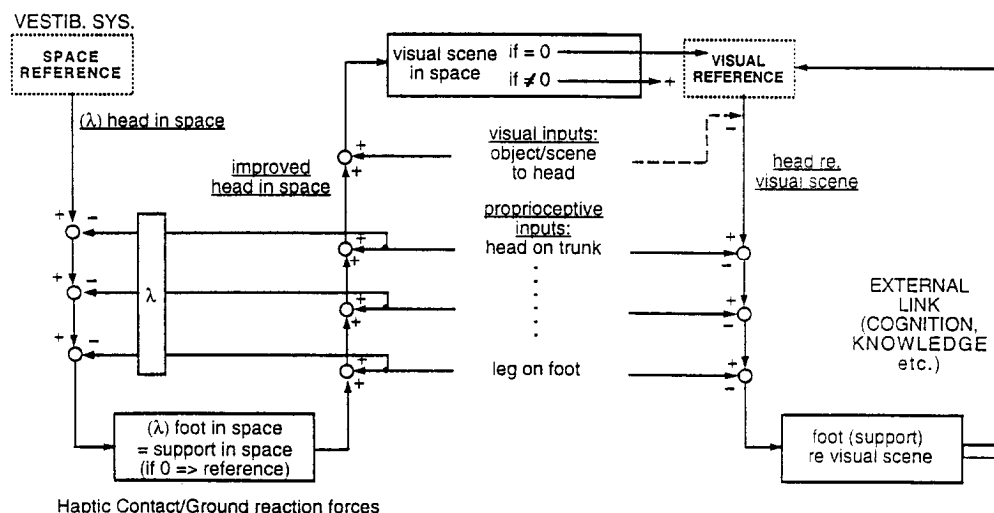 VESTIB. SYS.
SPACE
REFERENCE
(λ) head in space
visual scene
in space
if = 0
if ≠ 0
+
VISUAL
REFERENCE
−
visual inputs:
object/scene
to head
improved
head in space
head re.
visual scene
proprioceptive
inputs:
head on trunk
leg on foot
λ
+ −
+ −
+ −
+
+
+
+
+
+
+
+
+
−
+
−
+
−
EXTERNAL
LINK
(COGNITION,
KNOWLEDGE
etc.)
(λ) foot in space
= support in space
(if 0 => reference)
foot (support)
re visual scene
Haptic Contact/Ground reaction forces